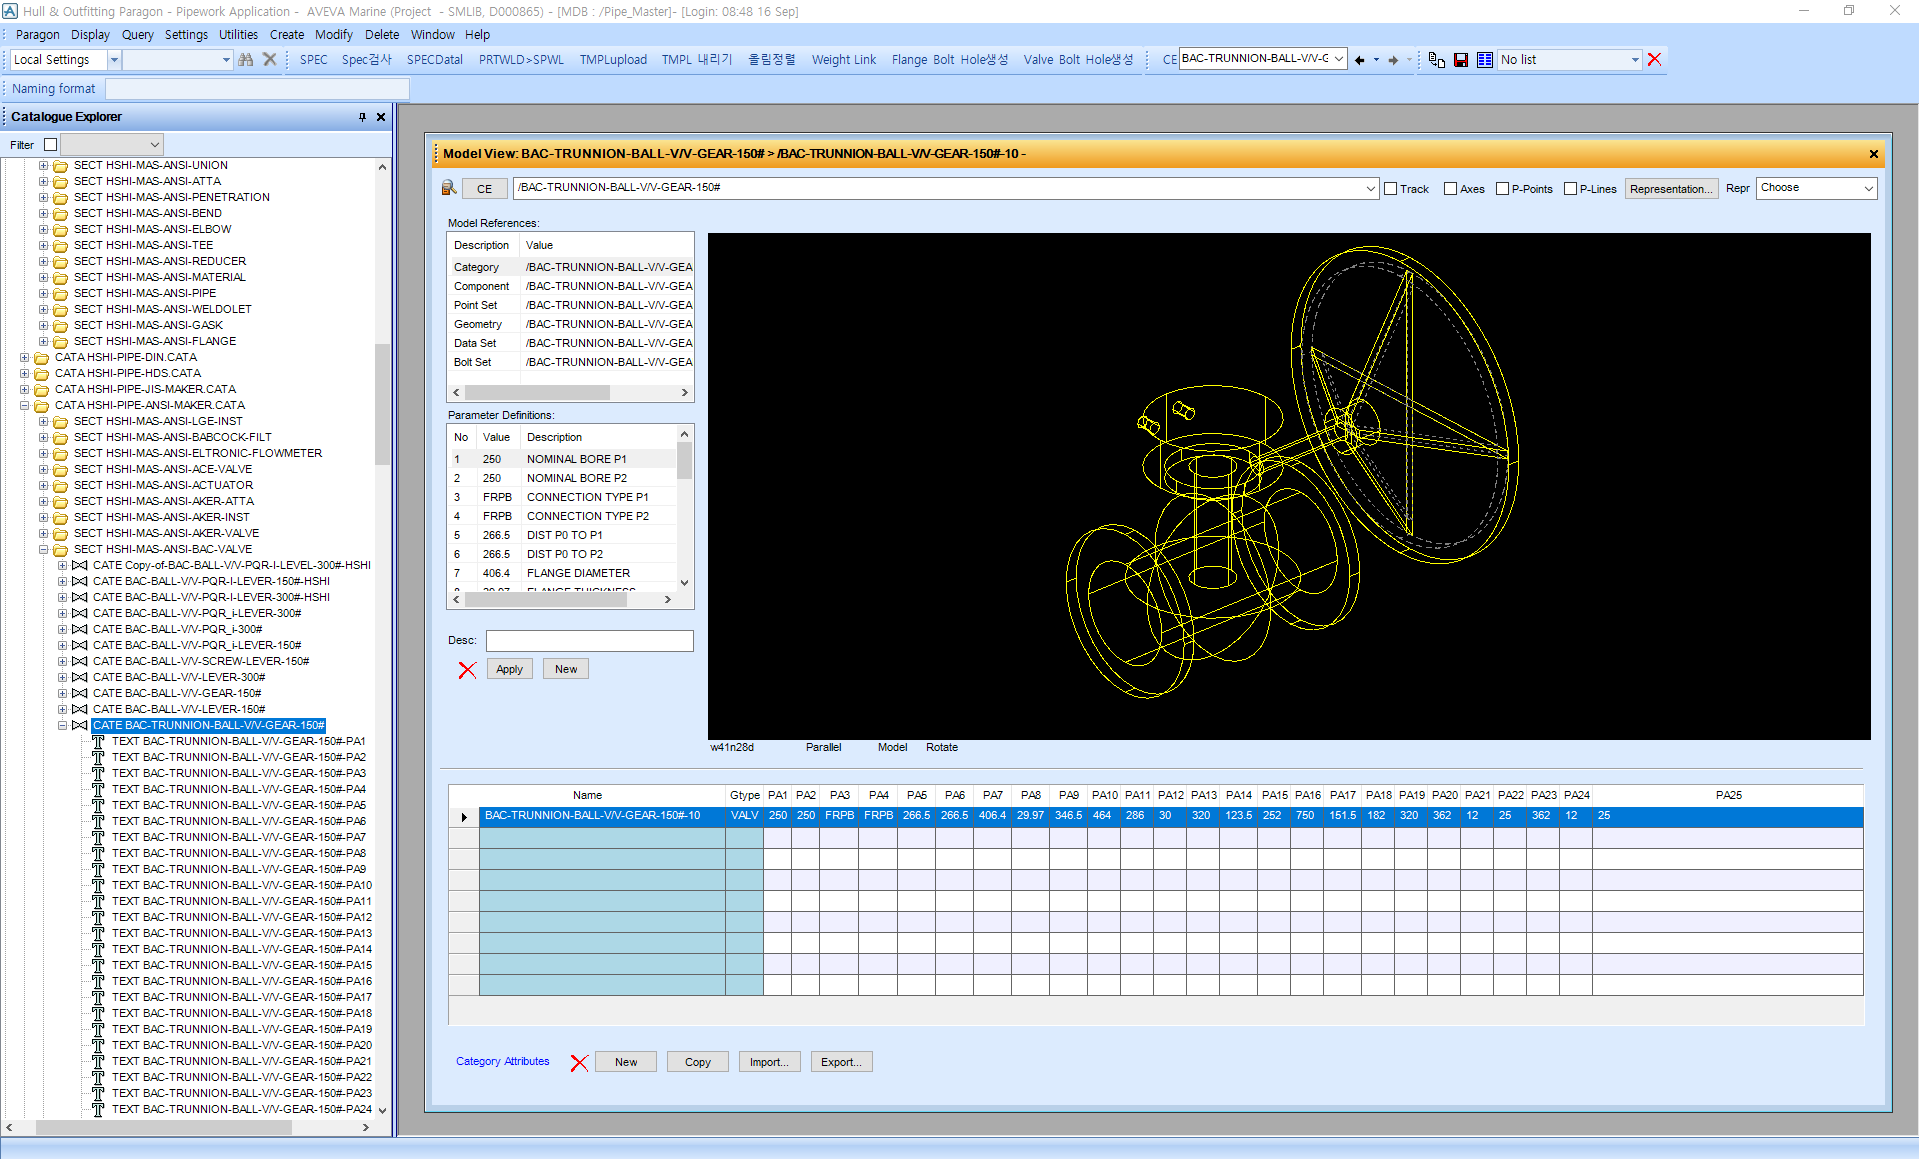 Hull & Outfitting Paragon - Pipework Application -  AVEVA Marine (Project  - SMLIB, D000865) - [MDB : /Pipe_Master]- [Login: 08:48 16 Sep]
Paragon Display Query Settings Utilities Create Modify Delete Window Help
Local Settings SPEC Spec검사 SPECDatal PRTWLD>SPWL TMPLupload TMPL 내리기 올림정렬 Weight Link Flange Bolt Hole생성 Valve Bolt Hole생성 CE BAC-TRUNNION-BALL-V/V-G No list
Naming format
Catalogue Explorer
Filter
SECT HSHI-MAS-ANSI-UNION
SECT HSHI-MAS-ANSI-ATTA
SECT HSHI-MAS-ANSI-PENETRATION
SECT HSHI-MAS-ANSI-BEND
SECT HSHI-MAS-ANSI-ELBOW
SECT HSHI-MAS-ANSI-TEE
SECT HSHI-MAS-ANSI-REDUCER
SECT HSHI-MAS-ANSI-MATERIAL
SECT HSHI-MAS-ANSI-PIPE
SECT HSHI-MAS-ANSI-WELDOLET
SECT HSHI-MAS-ANSI-GASK
SECT HSHI-MAS-ANSI-FLANGE
CATA HSHI-PIPE-DIN.CATA
CATA HSHI-PIPE-HDS.CATA
CATA HSHI-PIPE-JIS-MAKER.CATA
CATA HSHI-PIPE-ANSI-MAKER.CATA
SECT HSHI-MAS-ANSI-LGE-INST
SECT HSHI-MAS-ANSI-BABCOCK-FILT
SECT HSHI-MAS-ANSI-ELTRONIC-FLOWMETER
SECT HSHI-MAS-ANSI-ACE-VALVE
SECT HSHI-MAS-ANSI-ACTUATOR
SECT HSHI-MAS-ANSI-AKER-ATTA
SECT HSHI-MAS-ANSI-AKER-INST
SECT HSHI-MAS-ANSI-AKER-VALVE
SECT HSHI-MAS-ANSI-BAC-VALVE
CATE Copy-of-BAC-BALL-V/V-PQR-I-LEVEL-300#-HSHI
CATE BAC-BALL-V/V-PQR-I-LEVER-150#-HSHI
CATE BAC-BALL-V/V-PQR-I-LEVER-300#-HSHI
CATE BAC-BALL-V/V-PQR_i-LEVER-300#
CATE BAC-BALL-V/V-PQR_i-300#
CATE BAC-BALL-V/V-PQR_i-LEVER-150#
CATE BAC-BALL-V/V-SCREW-LEVER-150#
CATE BAC-BALL-V/V-LEVER-300#
CATE BAC-BALL-V/V-GEAR-150#
CATE BAC-BALL-V/V-LEVER-150#
CATE BAC-TRUNNION-BALL-V/V-GEAR-150#
TEXT BAC-TRUNNION-BALL-V/V-GEAR-150#-PA1
TEXT BAC-TRUNNION-BALL-V/V-GEAR-150#-PA2
TEXT BAC-TRUNNION-BALL-V/V-GEAR-150#-PA3
TEXT BAC-TRUNNION-BALL-V/V-GEAR-150#-PA4
TEXT BAC-TRUNNION-BALL-V/V-GEAR-150#-PA5
TEXT BAC-TRUNNION-BALL-V/V-GEAR-150#-PA6
TEXT BAC-TRUNNION-BALL-V/V-GEAR-150#-PA7
TEXT BAC-TRUNNION-BALL-V/V-GEAR-150#-PA8
TEXT BAC-TRUNNION-BALL-V/V-GEAR-150#-PA9
TEXT BAC-TRUNNION-BALL-V/V-GEAR-150#-PA10
TEXT BAC-TRUNNION-BALL-V/V-GEAR-150#-PA11
TEXT BAC-TRUNNION-BALL-V/V-GEAR-150#-PA12
TEXT BAC-TRUNNION-BALL-V/V-GEAR-150#-PA13
TEXT BAC-TRUNNION-BALL-V/V-GEAR-150#-PA14
TEXT BAC-TRUNNION-BALL-V/V-GEAR-150#-PA15
TEXT BAC-TRUNNION-BALL-V/V-GEAR-150#-PA16
TEXT BAC-TRUNNION-BALL-V/V-GEAR-150#-PA17
TEXT BAC-TRUNNION-BALL-V/V-GEAR-150#-PA18
TEXT BAC-TRUNNION-BALL-V/V-GEAR-150#-PA19
TEXT BAC-TRUNNION-BALL-V/V-GEAR-150#-PA20
TEXT BAC-TRUNNION-BALL-V/V-GEAR-150#-PA21
TEXT BAC-TRUNNION-BALL-V/V-GEAR-150#-PA22
TEXT BAC-TRUNNION-BALL-V/V-GEAR-150#-PA23
TEXT BAC-TRUNNION-BALL-V/V-GEAR-150#-PA24
Model View: BAC-TRUNNION-BALL-V/V-GEAR-150# > /BAC-TRUNNION-BALL-V/V-GEAR-150#-10 -
CE /BAC-TRUNNION-BALL-V/V-GEAR-150# Track Axes P-Points P-Lines Representation... Repr Choose
Model References:
Description Value
Category /BAC-TRUNNION-BALL-V/V-GEA
Component /BAC-TRUNNION-BALL-V/V-GEA
Point Set /BAC-TRUNNION-BALL-V/V-GEA
Geometry /BAC-TRUNNION-BALL-V/V-GEA
Data Set /BAC-TRUNNION-BALL-V/V-GEA
Bolt Set /BAC-TRUNNION-BALL-V/V-GEA
Parameter Definitions:
No Value Description
1 250 NOMINAL BORE P1
2 250 NOMINAL BORE P2
3 FRPB CONNECTION TYPE P1
4 FRPB CONNECTION TYPE P2
5 266.5 DIST P0 TO P1
6 266.5 DIST P0 TO P2
7 406.4 FLANGE DIAMETER
8 29.97 FLANGE THICKNESS
Desc:
Apply New
w41n28d Parallel Model Rotate
Name Gtype PA1 PA2 PA3 PA4 PA5 PA6 PA7 PA8 PA9 PA10 PA11 PA12 PA13 PA14 PA15 PA16 PA17 PA18 PA19 PA20 PA21 PA22 PA23 PA24 PA25
BAC-TRUNNION-BALL-V/V-GEAR-150#-10 VALV 250 250 FRPB FRPB 266.5 266.5 406.4 29.97 346.5 464 286 30 320 123.5 252 750 151.5 182 320 362 12 25 362 12 25
Category Attributes New Copy Import... Export...